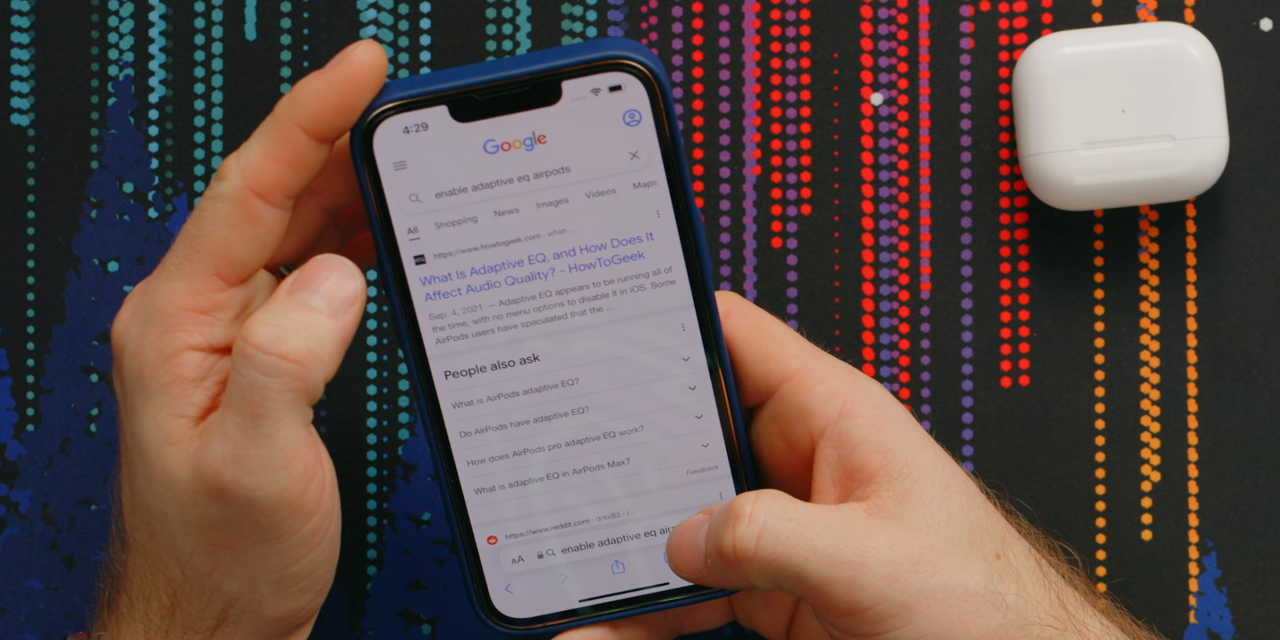 4:29
Google
enable adaptive eq airpods
All Shopping News Images Videos Maps
https://www.howtogeek.com › what-...
What Is Adaptive EQ, and How Does It
Affect Audio Quality? - HowToGeek
Sep. 4, 2021 — Adaptive EQ appears to be running all of
the time, with no menu options to disable it in iOS. Some
AirPods users have speculated that the ...
People also ask
What is AirPods adaptive EQ?
Do AirPods have adaptive EQ?
How does AirPods pro adaptive EQ work?
What is adaptive EQ in AirPods Max?
Feedback
https://www.reddit.com
AA enable adaptive eq air